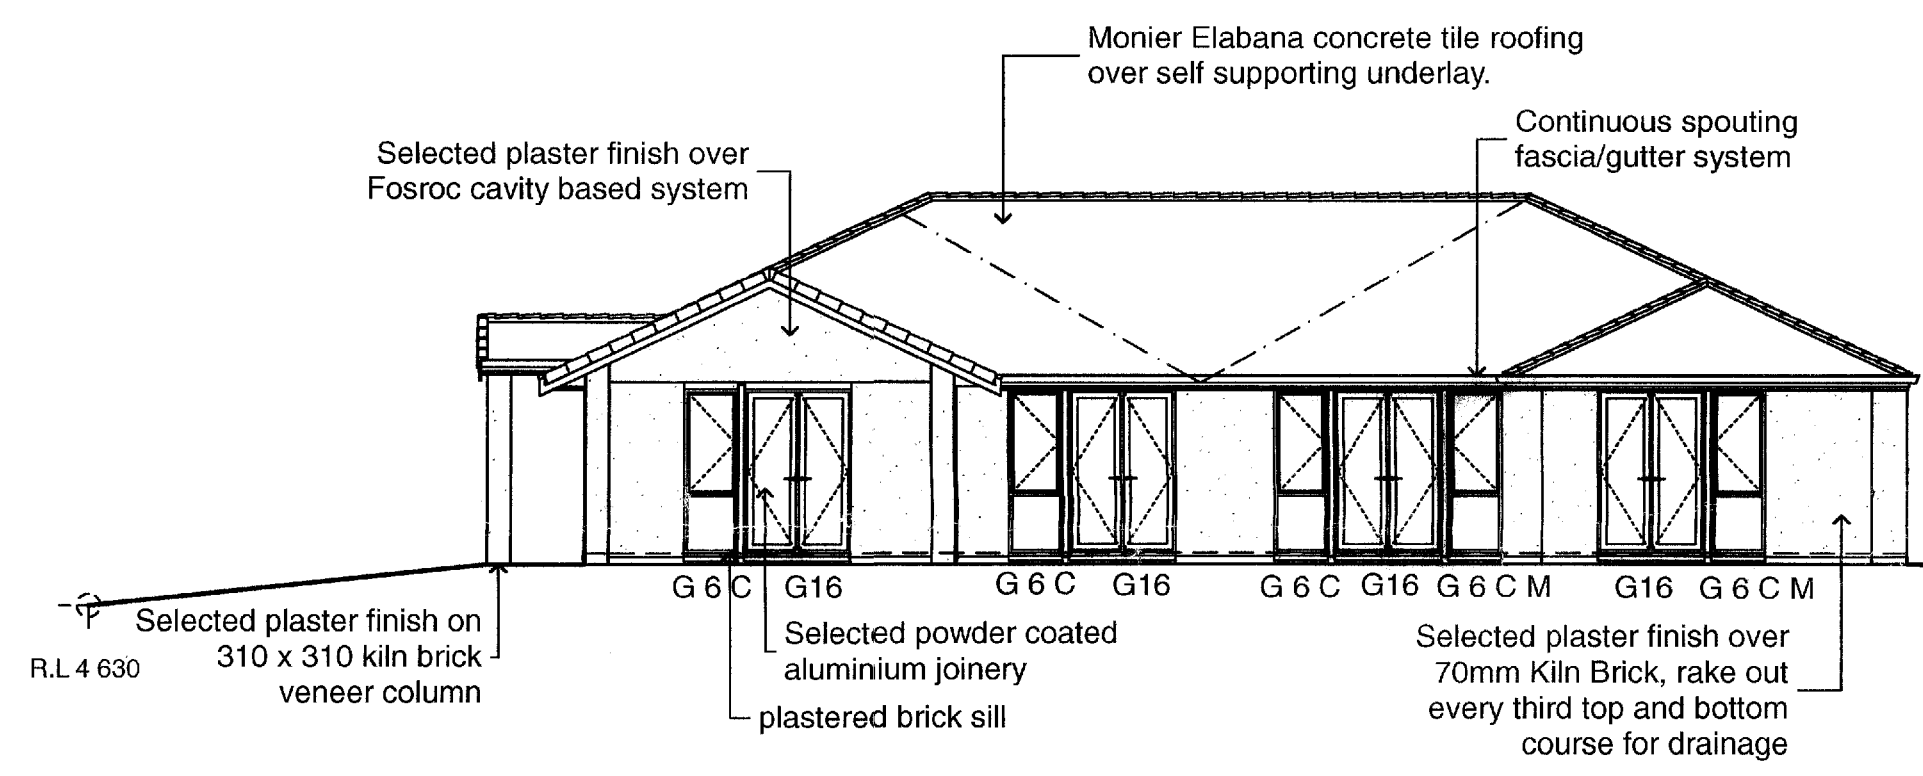 Monier Elabana concrete tile roofing
over self supporting underlay.
Continuous spouting
fascia/gutter system
Selected plaster finish over
Fosroc cavity based system
G 6 C G16 G 6 C G16 G 6 C G16 G 6 C M G16 G 6 C M
Selected plaster finish on
310 x 310 kiln brick
veneer column
R.L 4 630
Selected powder coated
aluminium joinery
plastered brick sill
Selected plaster finish over
70mm Kiln Brick, rake out
every third top and bottom
course for drainage